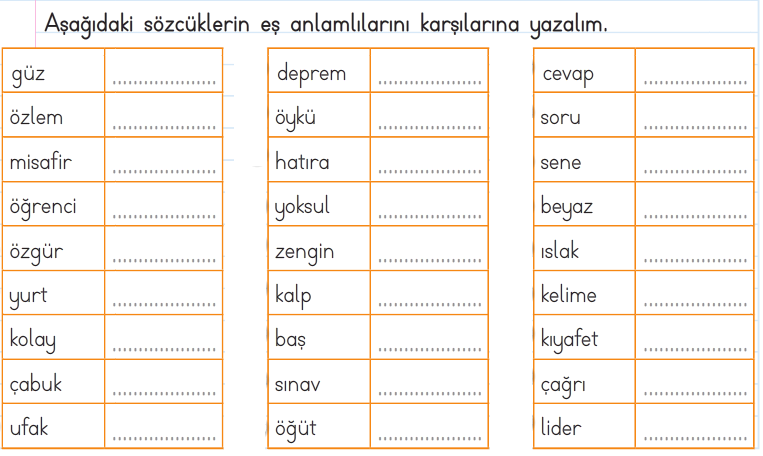 Aşağıdaki sözcüklerin eş anlamlılarını karşılarına yazalım.
güz ................... deprem ................... cevap ...................
özlem ................... öykü ................... soru ...................
misafir ................... hatıra ................... sene ...................
öğrenci ................... yoksul ................... beyaz ...................
özgür ................... zengin ................... ıslak ...................
yurt ................... kalp ................... kelime ...................
kolay ................... baş ................... kıyafet ...................
çabuk ................... sınav ................... çağrı ...................
ufak ................... öğüt ................... lider ...................